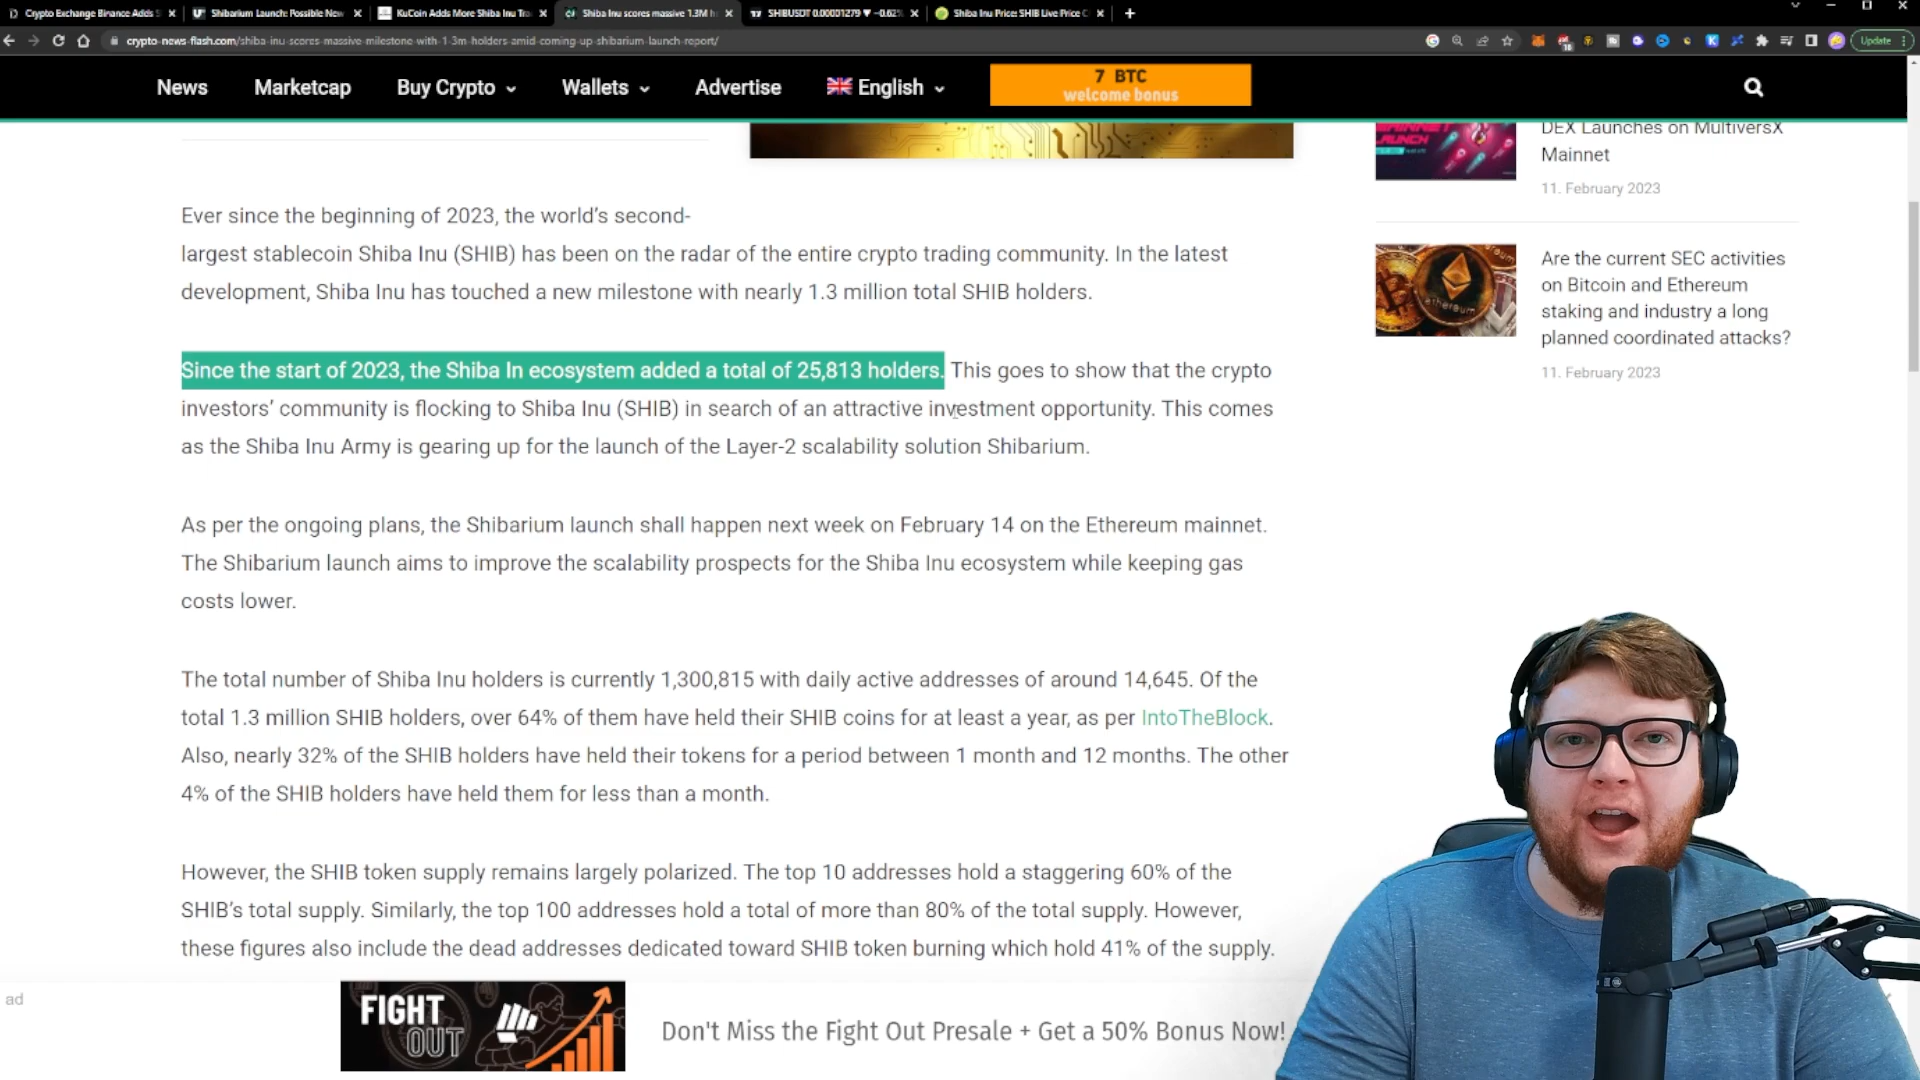 Crypto Exchange Binance Adds S
Shibarium Launch: Possible New
KuCoin Adds More Shiba Inu Tra
Shiba Inu scores massive 1.3M h
SHIBUSDT 0.00001279 ▼ −0.62%
Shiba Inu Price: SHIB Live Price C
crypto-news-flash.com/shiba-inu-scores-massive-milestone-with-1-3m-holders-amid-coming-up-shibarium-launch-report/
Update
News
Marketcap
Buy Crypto
Wallets
Advertise
English
7 BTC
welcome bonus
DEX Launches on MultiversX
Mainnet
11. February 2023
Are the current SEC activities
on Bitcoin and Ethereum
staking and industry a long
planned coordinated attacks?
11. February 2023
Ever since the beginning of 2023, the world's second-
largest stablecoin Shiba Inu (SHIB) has been on the radar of the entire crypto trading community. In the latest
development, Shiba Inu has touched a new milestone with nearly 1.3 million total SHIB holders.
Since the start of 2023, the Shiba In ecosystem added a total of 25,813 holders. This goes to show that the crypto
investors' community is flocking to Shiba Inu (SHIB) in search of an attractive investment opportunity. This comes
as the Shiba Inu Army is gearing up for the launch of the Layer-2 scalability solution Shibarium.
As per the ongoing plans, the Shibarium launch shall happen next week on February 14 on the Ethereum mainnet.
The Shibarium launch aims to improve the scalability prospects for the Shiba Inu ecosystem while keeping gas
costs lower.
The total number of Shiba Inu holders is currently 1,300,815 with daily active addresses of around 14,645. Of the
total 1.3 million SHIB holders, over 64% of them have held their SHIB coins for at least a year, as per IntoTheBlock.
Also, nearly 32% of the SHIB holders have held their tokens for a period between 1 month and 12 months. The other
4% of the SHIB holders have held them for less than a month.
However, the SHIB token supply remains largely polarized. The top 10 addresses hold a staggering 60% of the
SHIB's total supply. Similarly, the top 100 addresses hold a total of more than 80% of the total supply. However,
these figures also include the dead addresses dedicated toward SHIB token burning which hold 41% of the supply.
ad
FIGHT
OUT
Don't Miss the Fight Out Presale + Get a 50% Bonus Now!